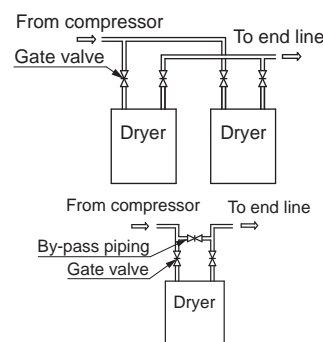 From compressor
To end line
Gate valve
Dryer
Dryer
From compressor
To end line
By-pass piping
Gate valve
Dryer